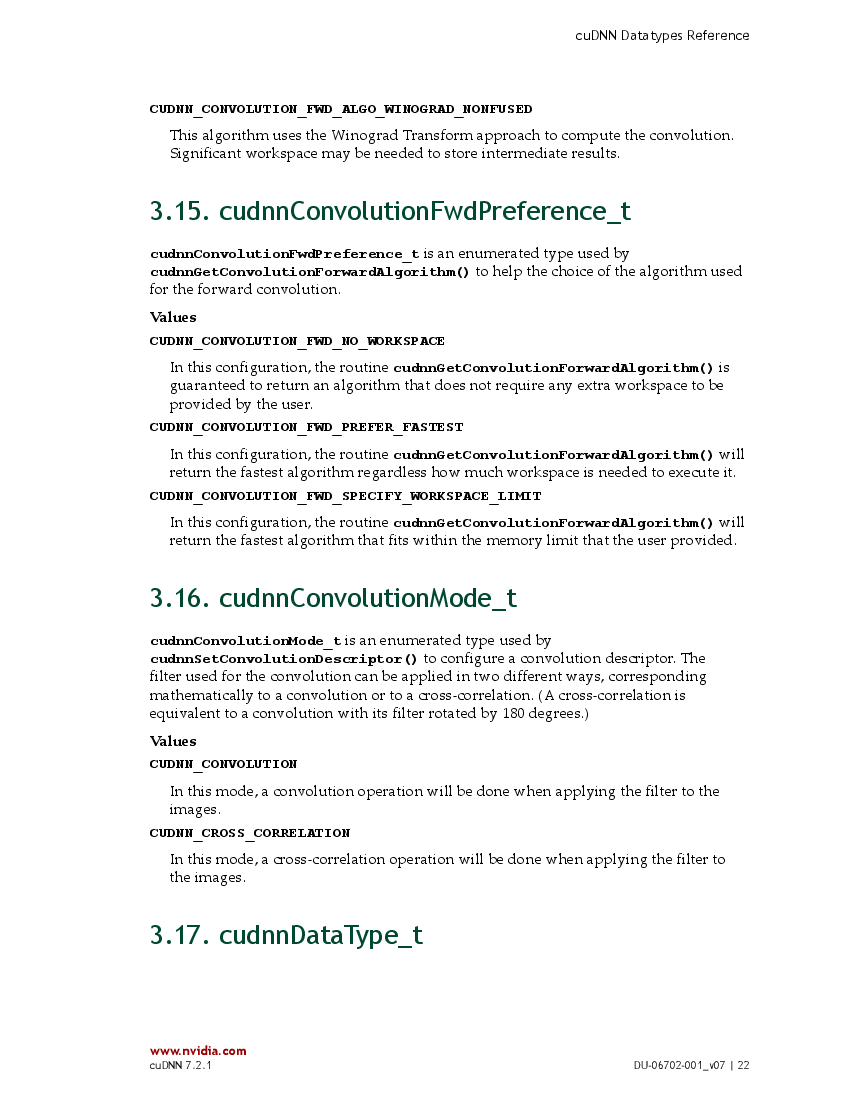 cuDNN Datatypes Reference
CUDNN_CONVOLUTION_FWD_ALGO_WINOGRAD_NONFUSED
This algorithm uses the Winograd Transform approach to compute the convolution.
Significant workspace may be needed to store intermediate results.
3.15. cudnnConvolutionFwdPreference_t
cudnnConvolutionFwdPreference_t is an enumerated type used by
cudnnGetConvolutionForwardAlgorithm() to help the choice of the algorithm used
for the forward convolution.
Values
CUDNN_CONVOLUTION_FWD_NO_WORKSPACE
In this configuration, the routine cudnnGetConvolutionForwardAlgorithm() is
guaranteed to return an algorithm that does not require any extra workspace to be
provided by the user.
CUDNN_CONVOLUTION_FWD_PREFER_FASTEST
In this configuration, the routine cudnnGetConvolutionForwardAlgorithm() will
return the fastest algorithm regardless how much workspace is needed to execute it.
CUDNN_CONVOLUTION_FWD_SPECIFY_WORKSPACE_LIMIT
In this configuration, the routine cudnnGetConvolutionForwardAlgorithm() will
return the fastest algorithm that fits within the memory limit that the user provided.
3.16. cudnnConvolutionMode_t
cudnnConvolutionMode_t is an enumerated type used by
cudnnSetConvolutionDescriptor() to configure a convolution descriptor. The
filter used for the convolution can be applied in two different ways, corresponding
mathematically to a convolution or to a cross-correlation. (A cross-correlation is
equivalent to a convolution with its filter rotated by 180 degrees.)
Values
CUDNN_CONVOLUTION
In this mode, a convolution operation will be done when applying the filter to the
images.
CUDNN_CROSS_CORRELATION
In this mode, a cross-correlation operation will be done when applying the filter to
the images.
3.17. cudnnDataType_t
www.nvidia.com
cuDNN 7.2.1
DU-06702-001_v07 | 22